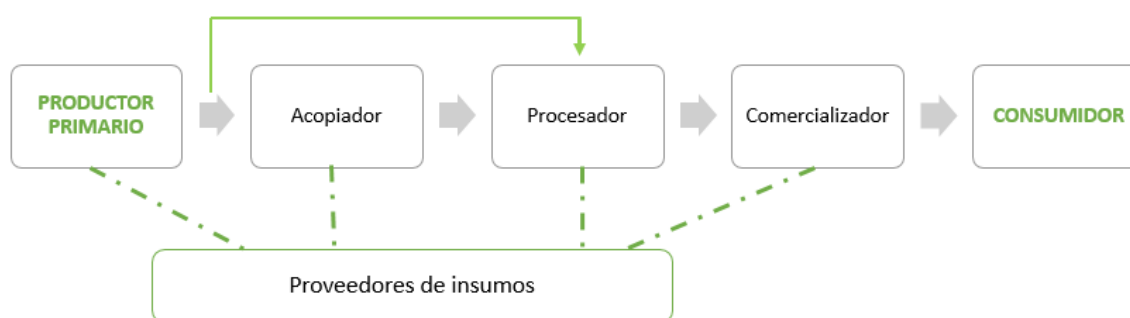 PRODUCTOR
PRIMARIO
Acopiador
Procesador
Comercializador
CONSUMIDOR
Proveedores de insumos